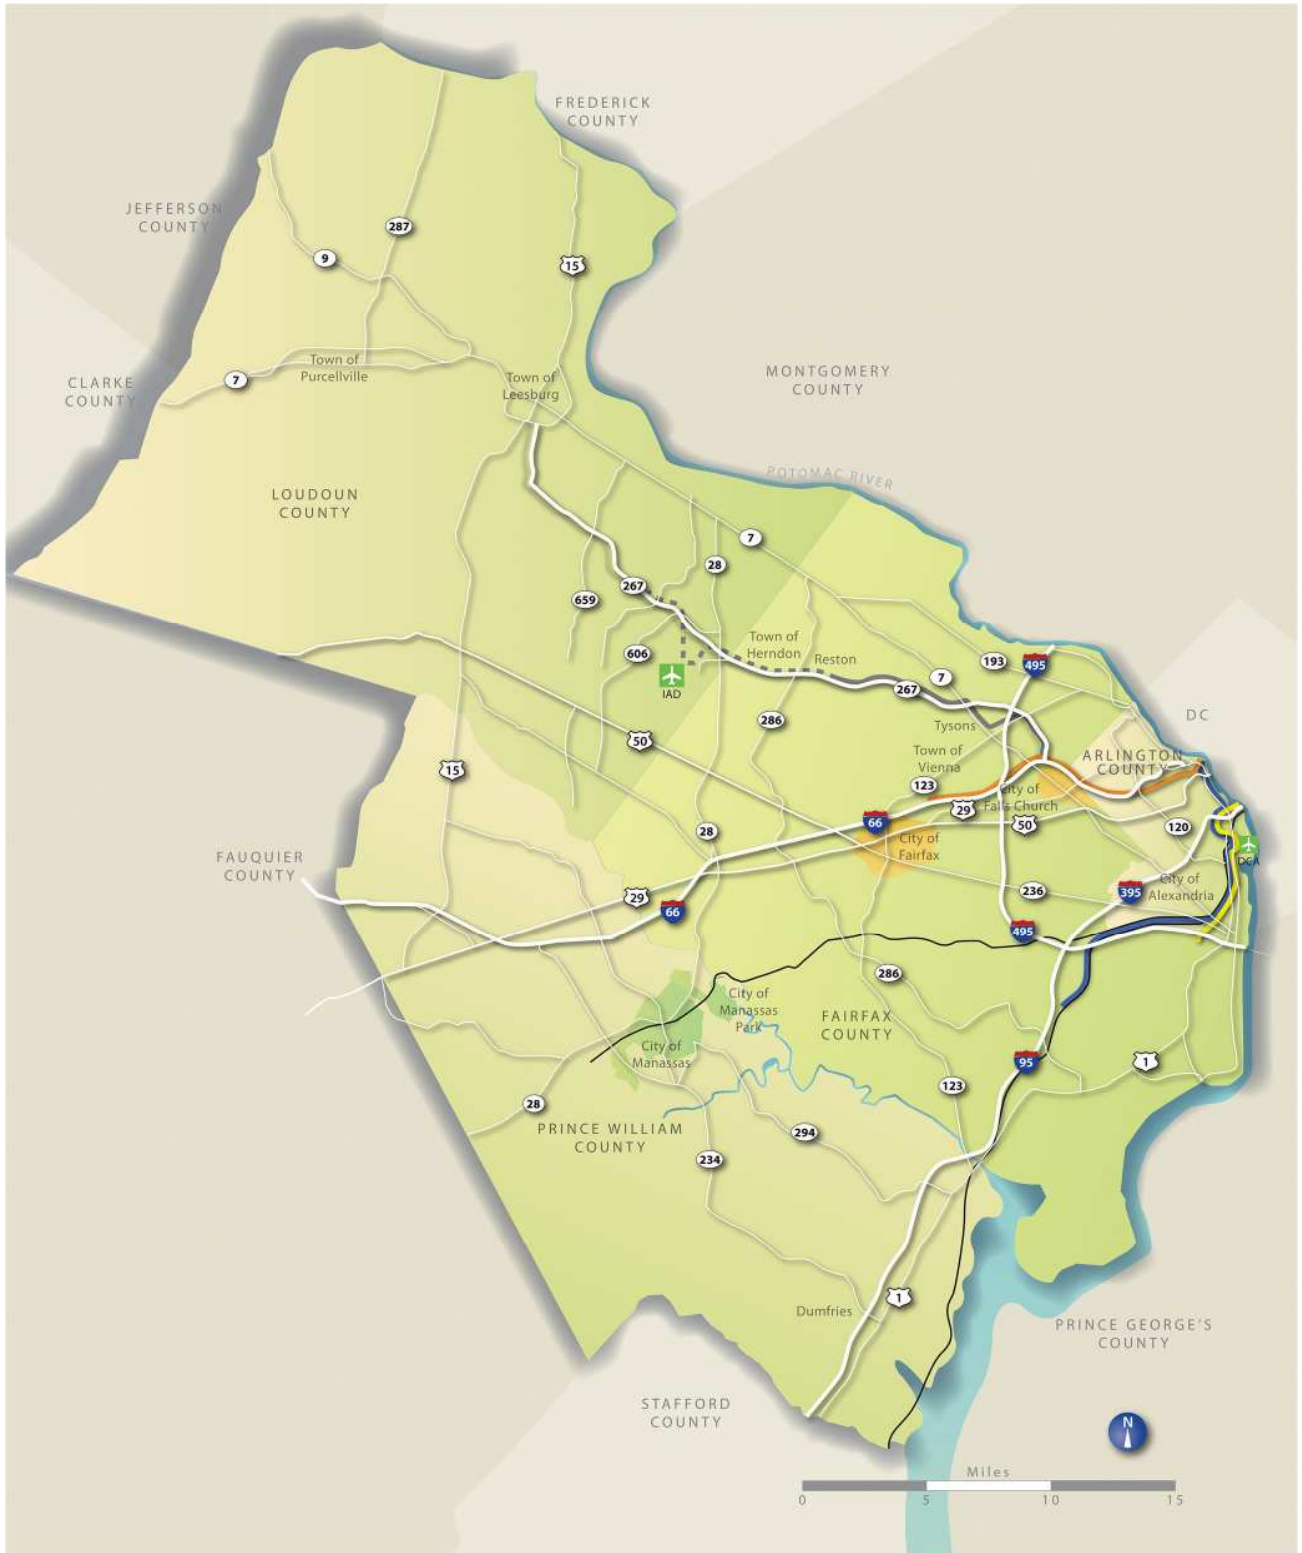 FREDERICK
COUNTY
JEFFERSON
COUNTY
287
9
15
Town of
Purcellville
7
CLARKE
COUNTY
Town of
Leesburg
MONTGOMERY
COUNTY
POTOMAC RIVER
LOUDOUN
COUNTY
7
28
267
659
606
IAD
Town of
Herndon
Reston
193
495
7
267
286
Tysons
DC
50
15
Town of
Vienna
ARLINGTON
COUNTY
123
City of
Falls Church
29
50
66
120
28
City of
Fairfax
DCA
FAUQUIER
COUNTY
29
66
236
395
City of
Alexandria
495
286
City of
Manassas
Park
FAIRFAX
COUNTY
City of
Manassas
95
1
123
28
PRINCE WILLIAM
COUNTY
294
234
1
Dumfries
PRINCE GEORGE'S
COUNTY
STAFFORD
COUNTY
N
Miles
0 5 10 15